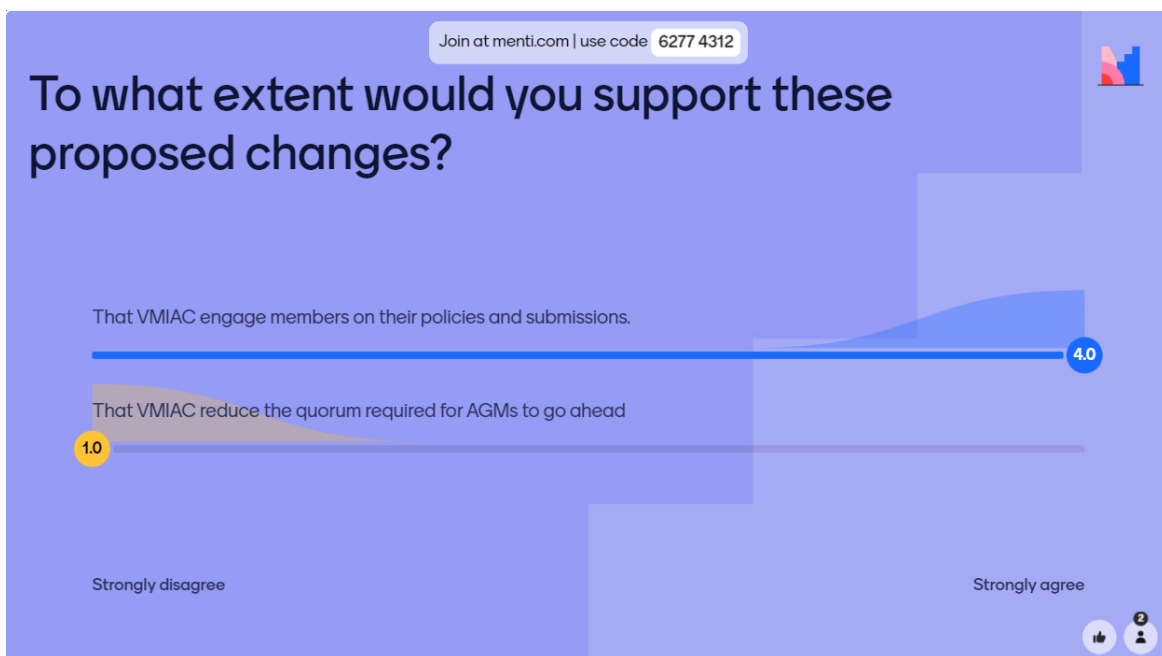 Join at menti.com | use code 6277 4312
To what extent would you support these
proposed changes?
That VMIAC engage members on their policies and submissions.
4.0
That VMIAC reduce the quorum required for AGMs to go ahead
1.0
Strongly disagree
Strongly agree
2